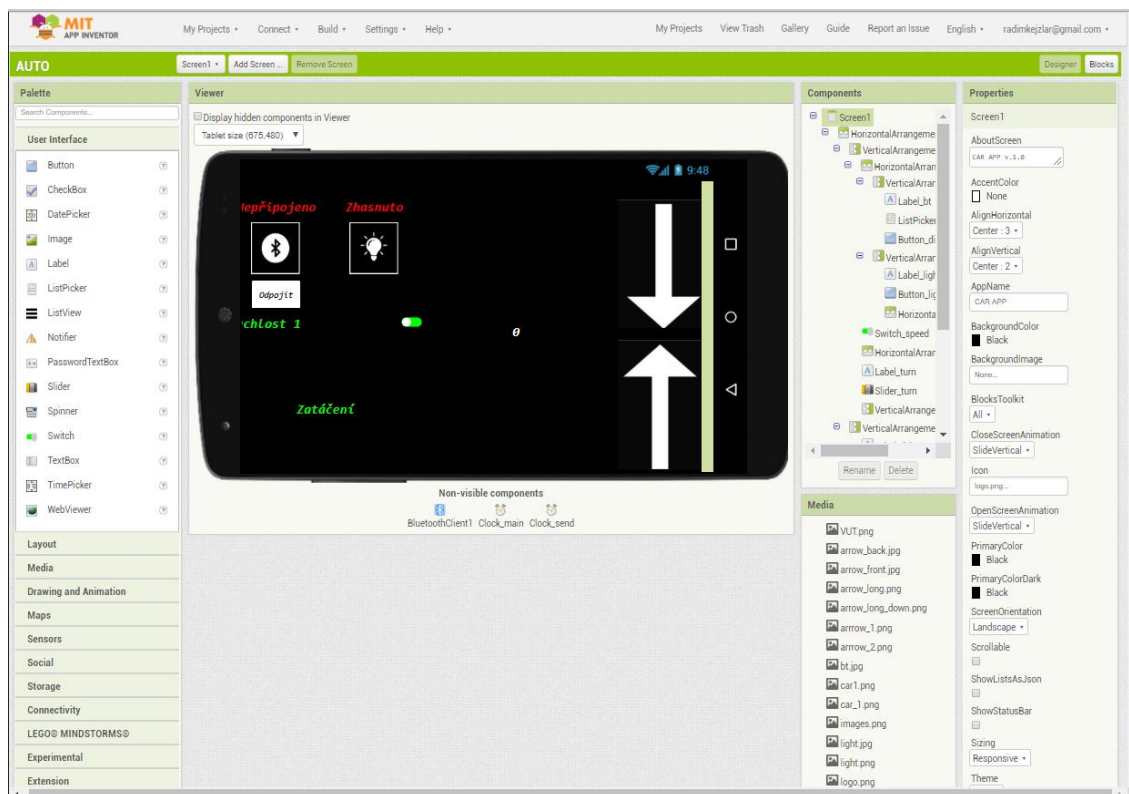 MIT
APP INVENTOR
My Projects Connect Build Settings Help My Projects View Trash Gallery Guide Report an Issue English radimkejzlar@gmail.com
AUTO Screen1 Add Screen ... Remove Screen Designer Blocks
Palette
Search Components...
User Interface
Button
CheckBox
DatePicker
Image
Label
ListPicker
ListView
Notifier
PasswordTextBox
Slider
Spinner
Switch
TextBox
TimePicker
WebViewer
Layout
Media
Drawing and Animation
Maps
Sensors
Social
Storage
Connectivity
LEGO® MINDSTORMS®
Experimental
Extension
Viewer
Display hidden components in Viewer
Tablet size (675,480)
9:48
Nepřipojeno Zhasnuto
Odpojit
chlost 1
0
Zatáčení
Non-visible components
BluetoothClient1 Clock_main Clock_send
Components
Screen1
HorizontalArrangeme
VerticalArrangeme
HorizontalArran
VerticalArrar
Label_bt
ListPicker
Button_di
VerticalArrar
Label_ligh
Button_lig
Horizonta
Switch_speed
HorizontalArrar
Label_turn
Slider_turn
VerticalArrange
VerticalArrangeme
Rename Delete
Media
VUT.png
arrow_back.jpg
arrow_front.jpg
arrow_long.png
arrow_long_down.png
arrrow_1.png
arrrow_2.png
bt.jpg
car1.png
car_1.png
images.png
light.jpg
light.png
logo.png
Properties
Screen1
AboutScreen
CAR APP v.1.0
AccentColor
None
AlignHorizontal
Center : 3
AlignVertical
Center : 2
AppName
CAR APP
BackgroundColor
Black
BackgroundImage
None...
BlocksToolkit
All
CloseScreenAnimation
SlideVertical
Icon
logo.png...
OpenScreenAnimation
SlideVertical
PrimaryColor
Black
PrimaryColorDark
Black
ScreenOrientation
Landscape
Scrollable
ShowListsAsJson
ShowStatusBar
Sizing
Responsive
Theme